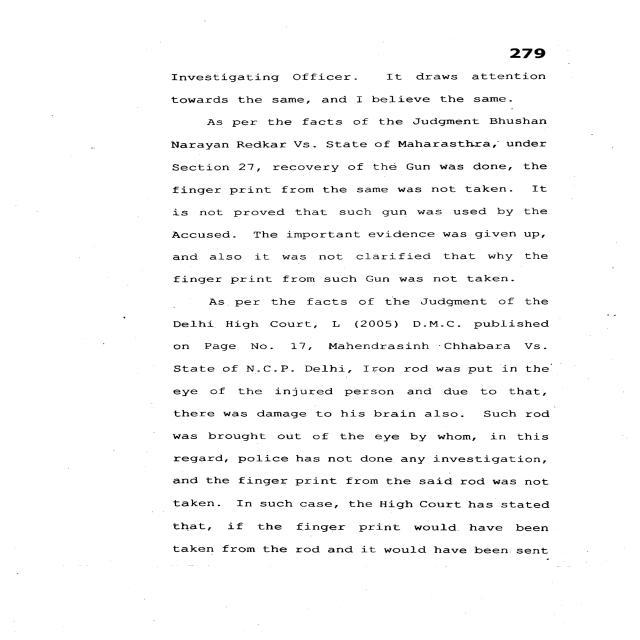 279
Investigating Officer. It draws attention
towards the same, and I believe the same.
As per the facts of the Judgment Bhushan
Narayan Redkar Vs. State of Maharasthra, under
Section 27, recovery of the Gun was done, the
finger print from the same was not taken. It
is not proved that such gun was used by the
Accused. The important evidence was given up,
and also it was not clarified that why the
finger print from such Gun was not taken.
As per the facts of the Judgment of the
Delhi High Court, L (2005) D.M.C. published
on Page No. 17, Mahendrasinh Chhabara Vs.
State of N.C.P. Delhi, Iron rod was put in the
eye of the injured person and due to that,
there was damage to his brain also. Such rod
was brought out of the eye by whom, in this
regard, police has not done any investigation,
and the finger print from the said rod was not
taken. In such case, the High Court has stated
that, if the finger print would have been
taken from the rod and it would have been sent